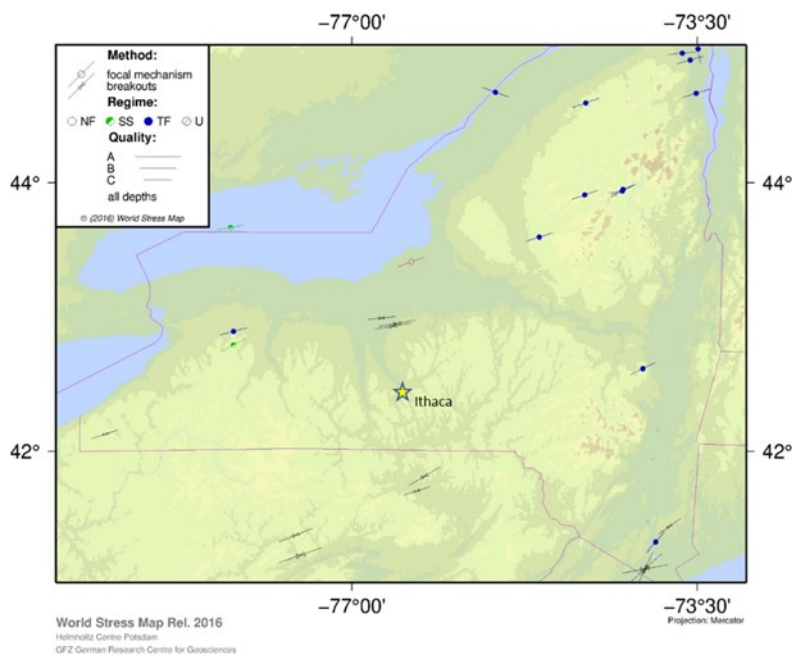 −77°00'
−73°30'
Method:
focal mechanism
breakouts
Regime:
NF SS TF U
Quality:
A
B
C
all depths
© (2016) World Stress Map
44°
44°
Ithaca
42°
42°
−77°00'
−73°30'
World Stress Map Rel. 2016
Projection: Mercator
Helmholtz Centre Potsdam
GFZ German Research Centre for Geosciences